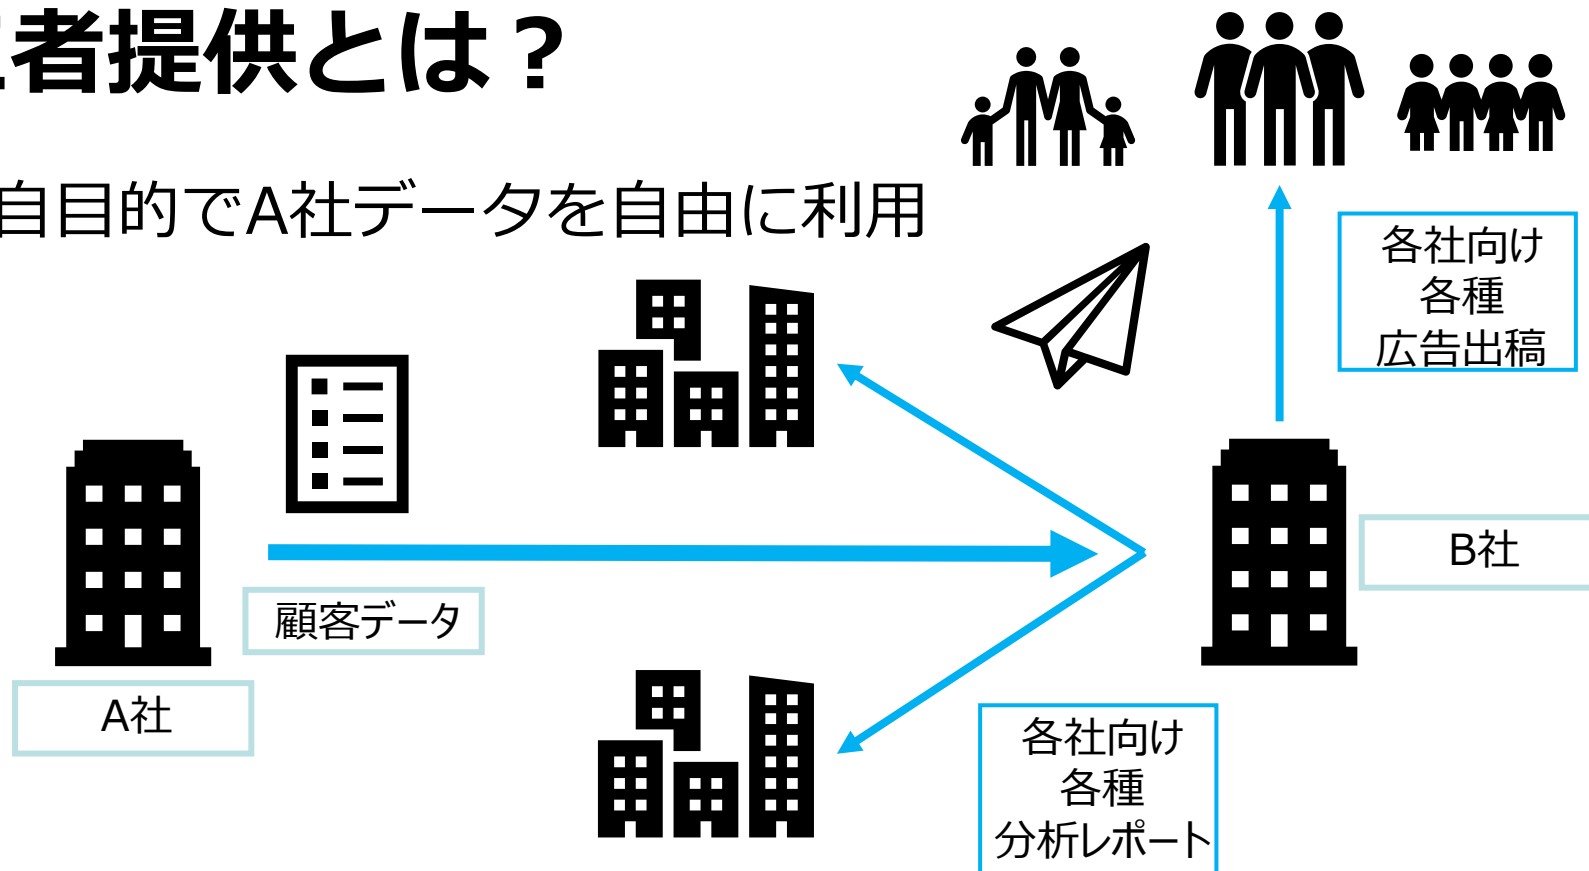 者提供とは？
自目的でA社データを自由に利用
各社向け
各種
広告出稿
B社
顧客データ
A社
各社向け
各種
分析レポート